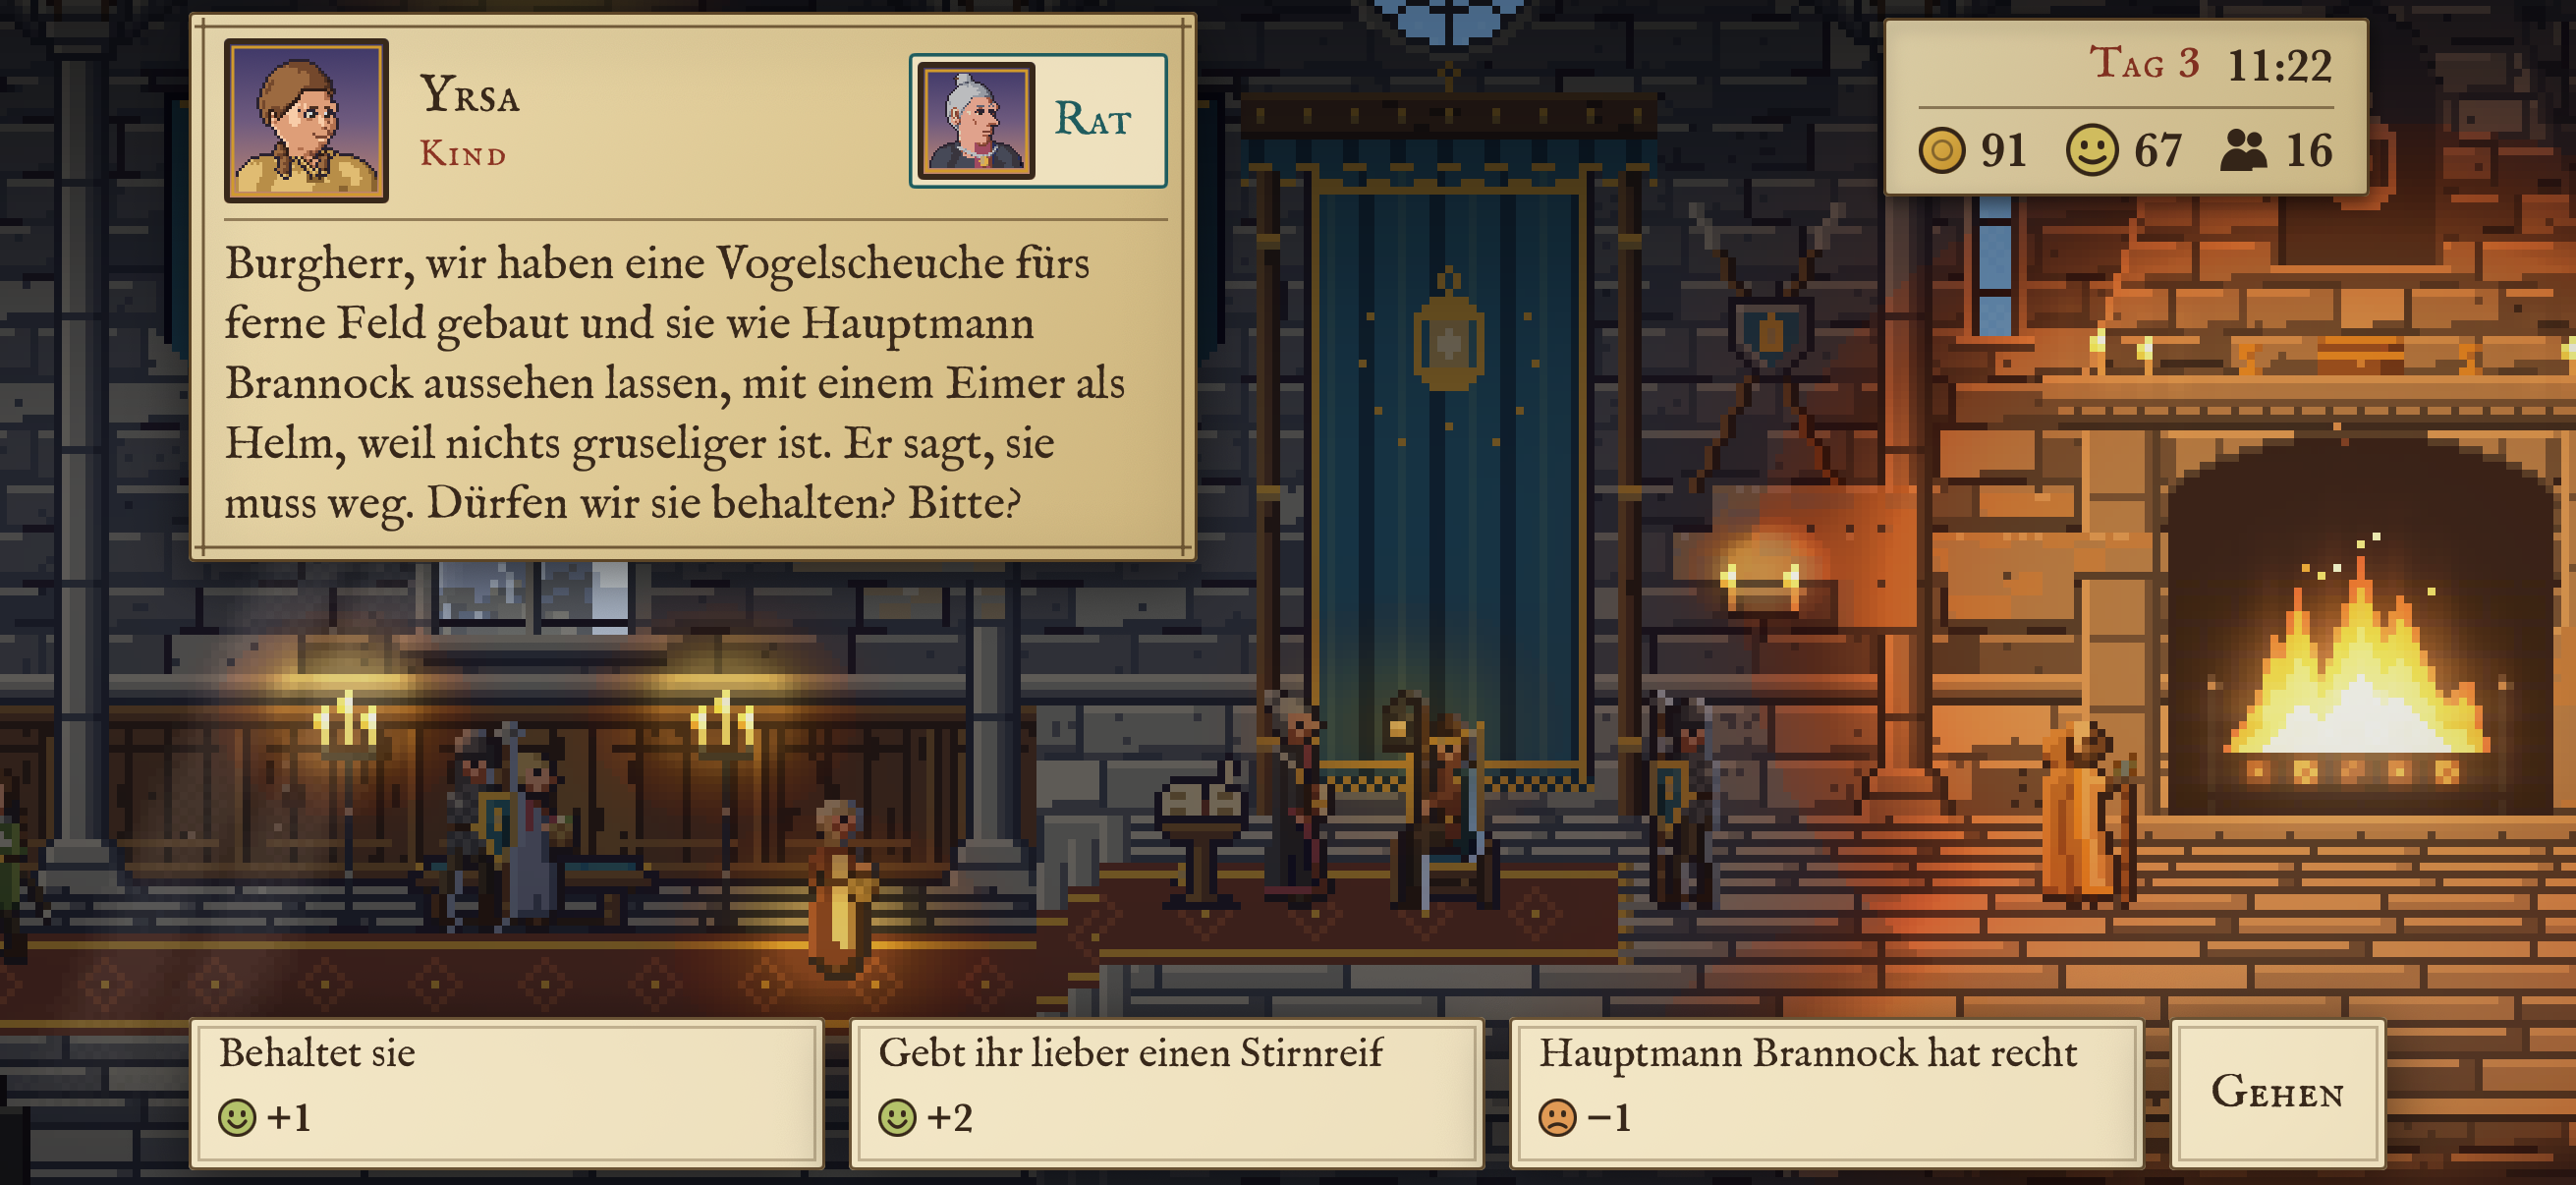 Yrsa
Kind
Rat
Burgherr, wir haben eine Vogelscheuche fürs
ferne Feld gebaut und sie wie Hauptmann
Brannock aussehen lassen, mit einem Eimer als
Helm, weil nichts gruseliger ist. Er sagt, sie
muss weg. Dürfen wir sie behalten? Bitte?
Tag 3 11:22
91 67 16
Behaltet sie
+1
Gebt ihr lieber einen Stirnreif
+2
Hauptmann Brannock hat recht
−1
Gehen